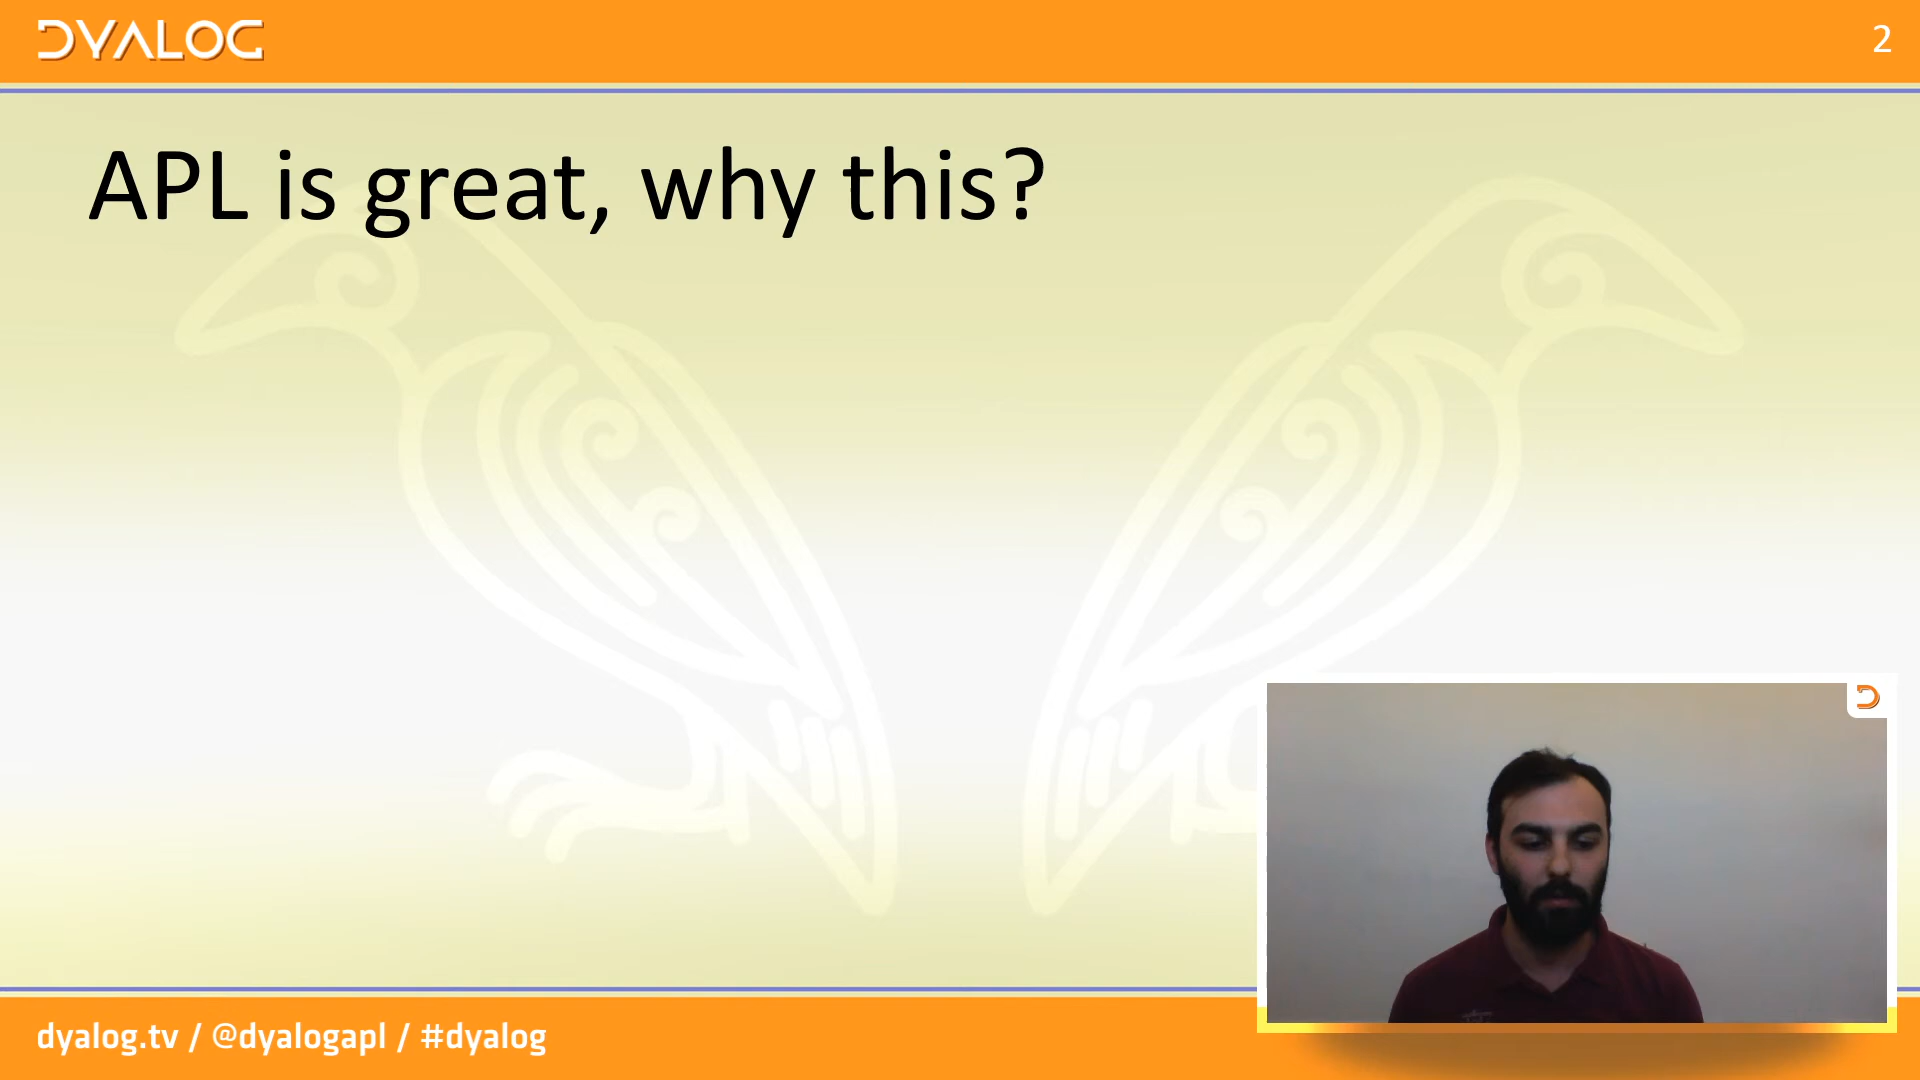 DYALOG
2
APL is great, why this?
dyalog.tv / @dyalogapl / #dyalog